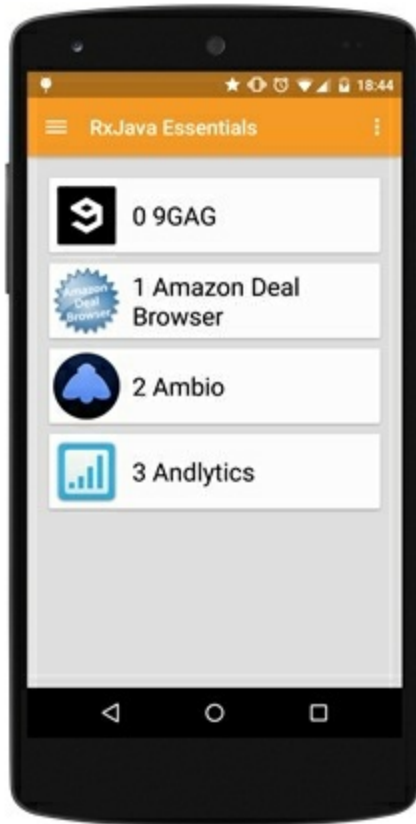 18:44
RxJava Essentials
0 9GAG
Amazon
Deal
Browser
1 Amazon Deal
Browser
2 Ambio
3 Andlytics